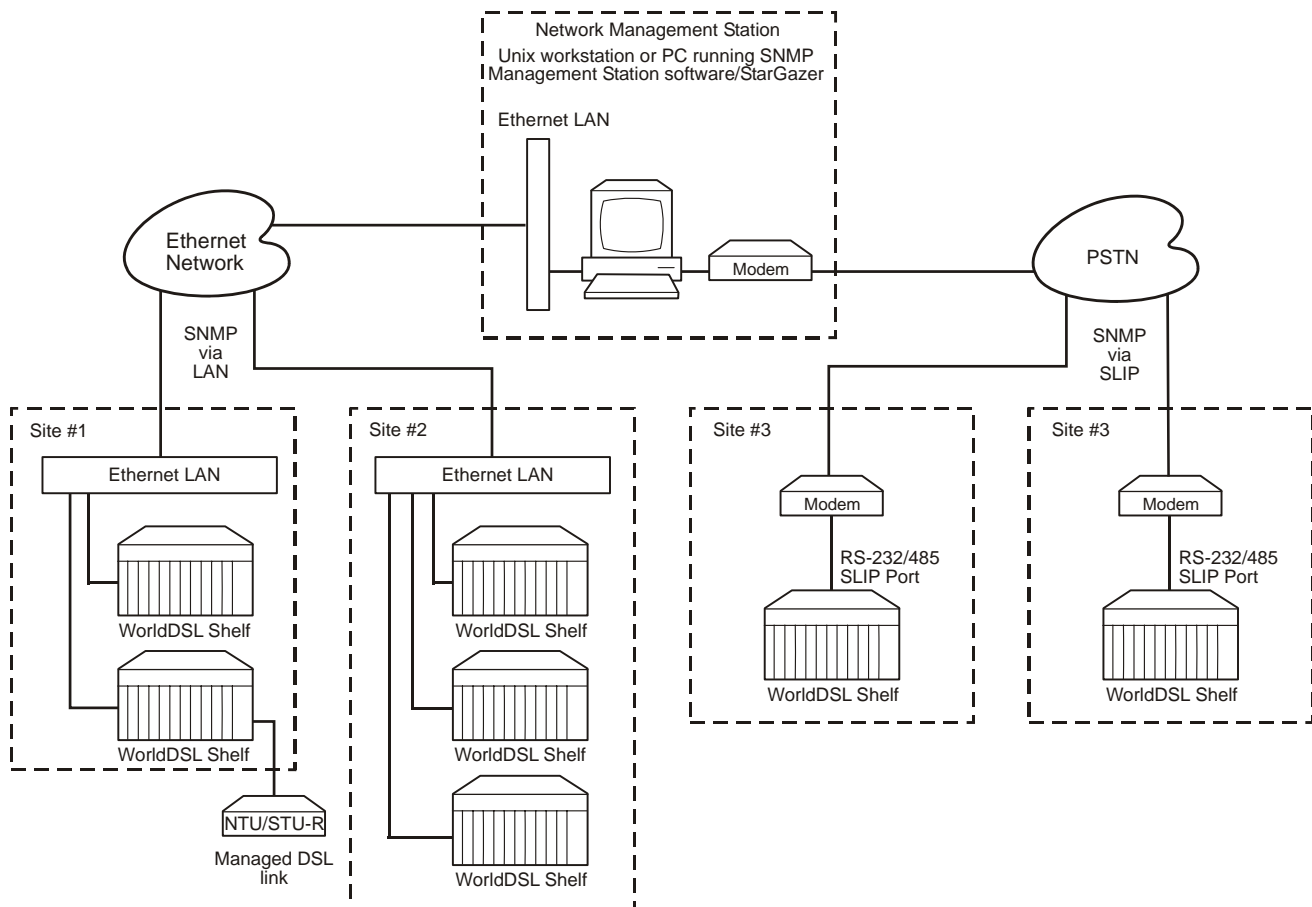 Network Management Station
Unix workstation or PC running SNMP
Management Station software/StarGazer
Ethernet LAN
Ethernet
Network
Modem
PSTN
SNMP
via
LAN
SNMP
via
SLIP
Site #1
Ethernet LAN
WorldDSL Shelf
WorldDSL Shelf
NTU/STU-R
Managed DSL
link
Site #2
Ethernet LAN
WorldDSL Shelf
WorldDSL Shelf
WorldDSL Shelf
Site #3
Modem
RS-232/485
SLIP Port
WorldDSL Shelf
Site #3
Modem
RS-232/485
SLIP Port
WorldDSL Shelf